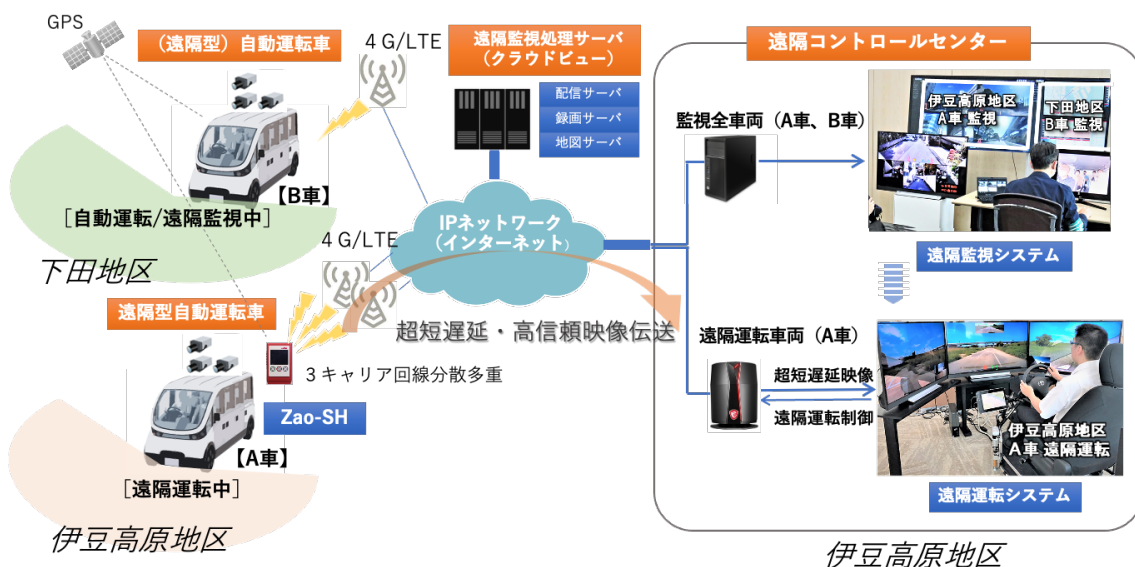 GPS
（遠隔型）自動運転車
４G/LTE
遠隔監視処理サーバ
（クラウドビュー）
配信サーバ
録画サーバ
地図サーバ
【B車】
［自動運転/遠隔監視中］
下田地区
４G/LTE
IPネットワーク
（インターネット）
超短遅延・高信頼映像伝送
遠隔型自動運転車
３キャリア回線分散多重
Zao-SH
【A車】
［遠隔運転中］
伊豆高原地区
遠隔コントロールセンター
監視全車両（A車、B車）
伊豆高原地区
A車 監視
下田地区
B車 監視
遠隔監視システム
遠隔運転車両（A車）
超短遅延映像
遠隔運転制御
伊豆高原地区
A車 遠隔運転
遠隔運転システム
伊豆高原地区